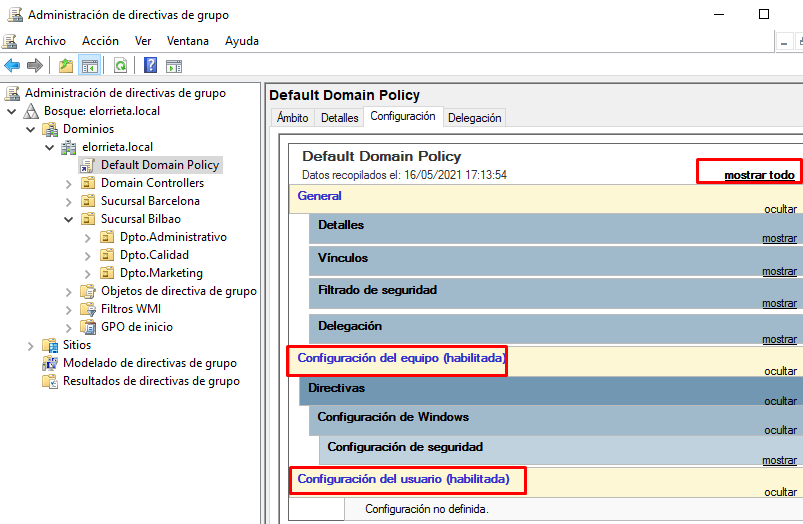 Administración de directivas de grupo
Archivo Acción Ver Ventana Ayuda
Administración de directivas de grupo
Bosque: elorrieta.local
Dominios
elorrieta.local
Default Domain Policy
Domain Controllers
Sucursal Barcelona
Sucursal Bilbao
Dpto.Administrativo
Dpto.Calidad
Dpto.Marketing
Objetos de directiva de grupo
Filtros WMI
GPO de inicio
Sitios
Modelado de directivas de grupo
Resultados de directivas de grupo
Default Domain Policy
Ámbito Detalles Configuración Delegación
Default Domain Policy
Datos recopilados el: 16/05/2021 17:13:54 mostrar todo
General ocultar
Detalles mostrar
Vínculos mostrar
Filtrado de seguridad mostrar
Delegación mostrar
Configuración del equipo (habilitada) ocultar
Directivas ocultar
Configuración de Windows ocultar
Configuración de seguridad mostrar
Configuración del usuario (habilitada) ocultar
Configuración no definida.